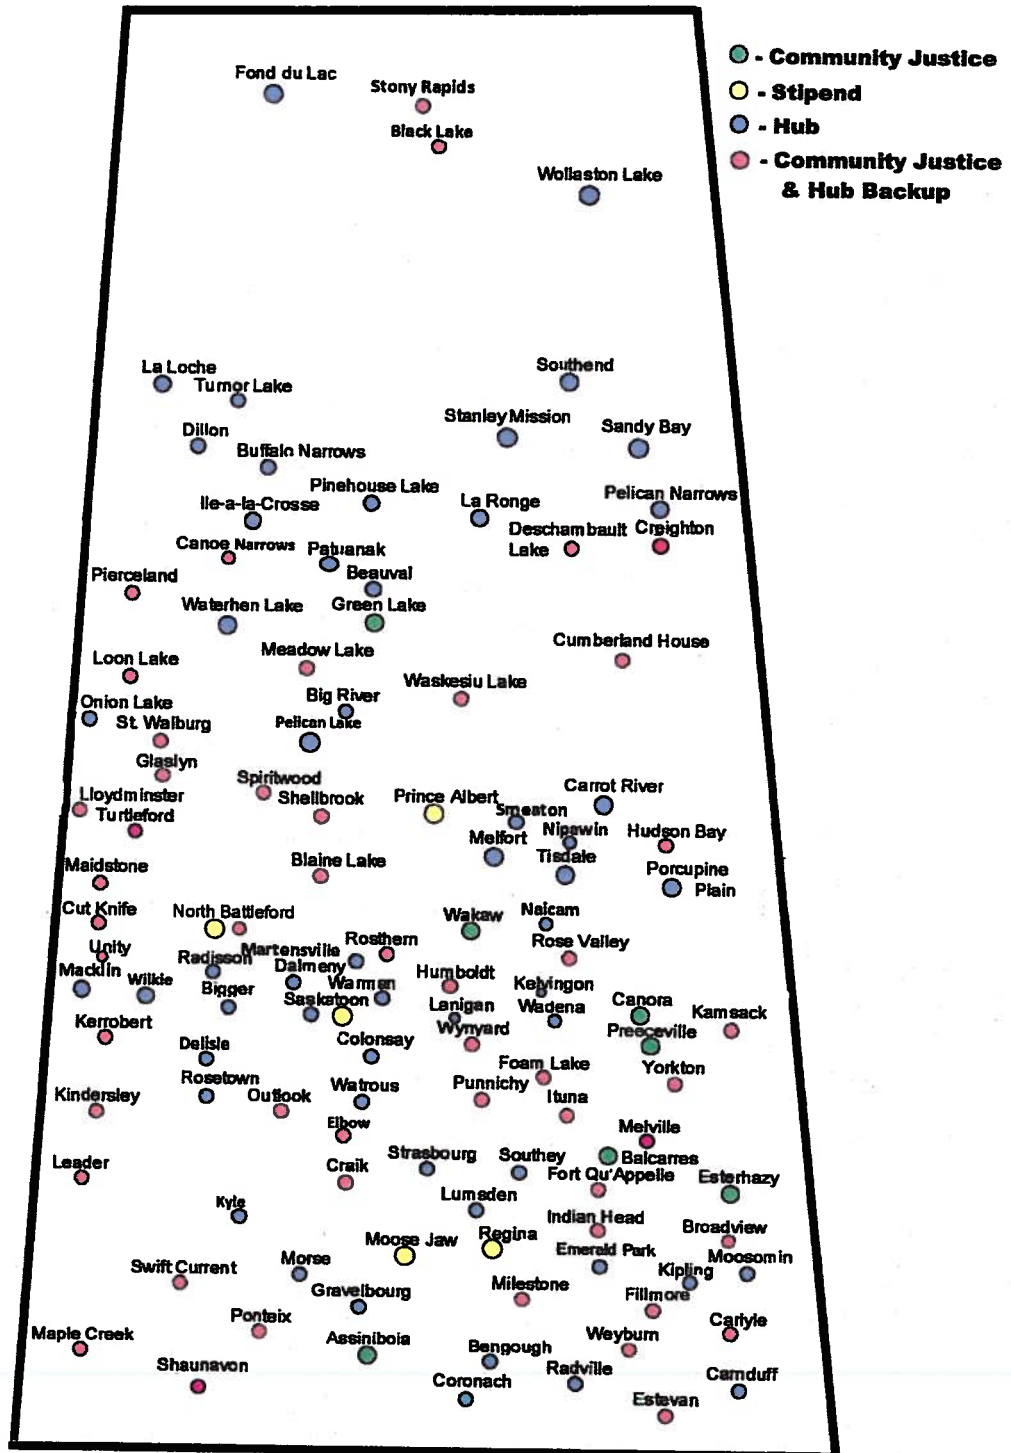 - Community Justice
- Stipend
- Hub
- Community Justice
& Hub Backup
Fond du Lac
Stony Rapids
Black Lake
Wollaston Lake
La Loche
Turnor Lake
Southend
Dillon
Stanley Mission
Sandy Bay
Buffalo Narrows
Pinehouse Lake
Ile-a-la-Crosse
La Ronge
Pelican Narrows
Canoe Narrows
Patuanak
Deschambault
Lake
Creighton
Pierceland
Beauval
Waterhen Lake
Green Lake
Loon Lake
Meadow Lake
Cumberland House
Waskesiu Lake
Onion Lake
Big River
St. Walburg
Pelican Lake
Glaslyn
Spiritwood
Lloydminster
Shellbrook
Prince Albert
Carrot River
Turtleford
Smeaton
Melfort
Nipawin
Hudson Bay
Maidstone
Blaine Lake
Tisdale
Porcupine
Plain
Cut Knife
North Battleford
Wakaw
Naicam
Unity
Martensville
Rosthern
Rose Valley
Radisson
Dalmeny
Macklin
Wilkie
Bigger
Warman
Humboldt
Kelvingon
Saskatoon
Lanigan
Wadena
Canora
Kamsack
Kerrobert
Colonsay
Wynyard
Preeceville
Delisle
Foam Lake
Yorkton
Rosetown
Watrous
Punnichy
Kindersley
Outlook
Ituna
Elbow
Melville
Leader
Craik
Strasbourg
Southey
Balcarres
Fort Qu'Appelle
Esterhazy
Kyle
Lumsden
Indian Head
Broadview
Moose Jaw
Regina
Emerald Park
Moosomin
Swift Current
Morse
Kipling
Gravelbourg
Milestone
Fillmore
Ponteix
Carlyle
Maple Creek
Assiniboia
Weyburn
Bengough
Shaunavon
Radville
Coronach
Carnduff
Estevan